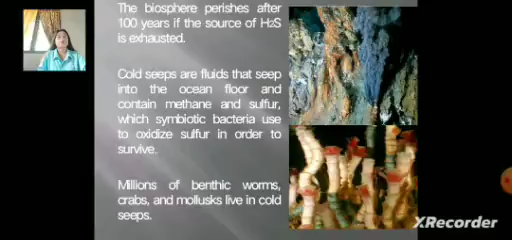 The biosphere perishes after
100 years if the source of H2S
is exhausted.
Cold seeps are fluids that seep
into the ocean floor and
contain methane and sulfur,
which symbiotic bacteria use
to oxidize sulfur in order to
survive.
Millions of benthic worms,
crabs, and mollusks live in cold
seeps.
XRecorder